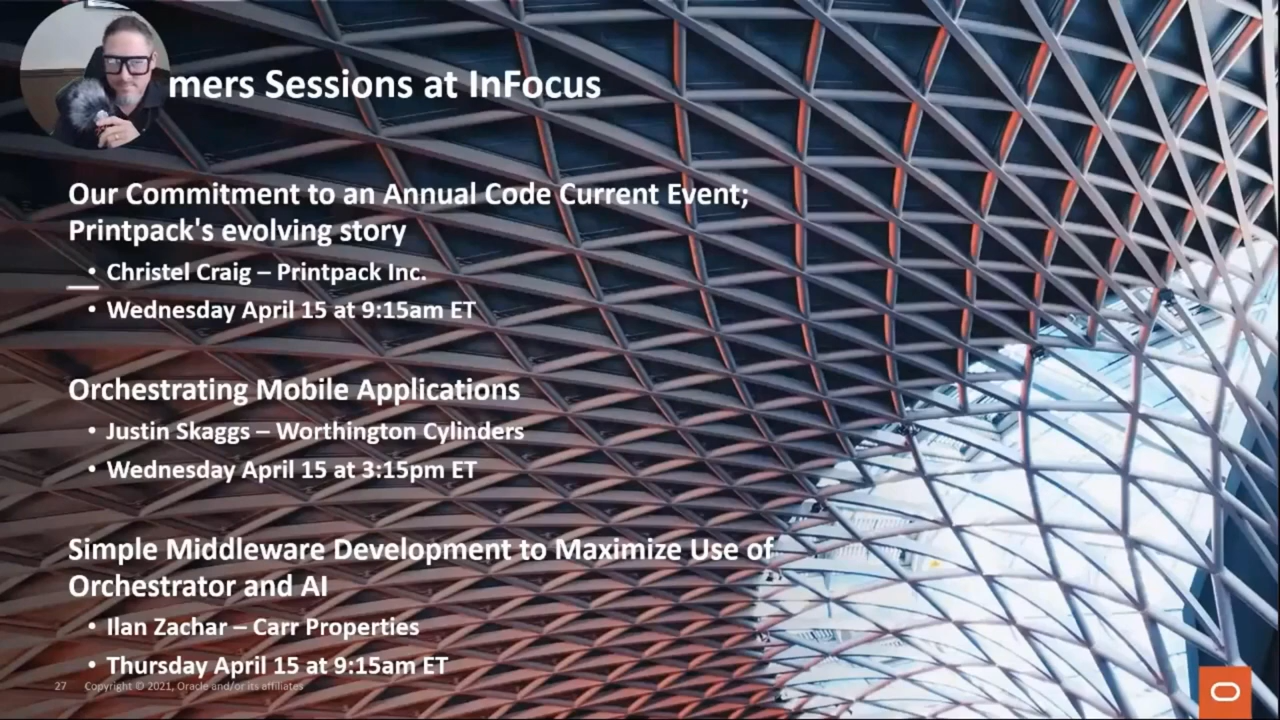 mers Sessions at InFocus
Our Commitment to an Annual Code Current Event;
Printpack's evolving story
• Christel Craig – Printpack Inc.
• Wednesday April 15 at 9:15am ET
Orchestrating Mobile Applications
• Justin Skaggs – Worthington Cylinders
• Wednesday April 15 at 3:15pm ET
Simple Middleware Development to Maximize Use of
Orchestrator and AI
• Ilan Zachar – Carr Properties
• Thursday April 15 at 9:15am ET
27 Copyright © 2021, Oracle and/or its affiliates